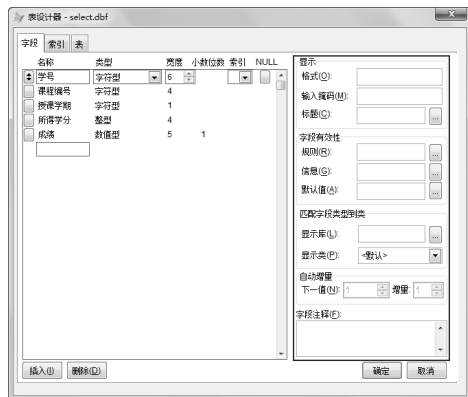 表设计器 - select.dbf
字段 索引 表
名称 类型 宽度 小数位数 索引 NULL
学号 字符型 6
课程编号 字符型 4
授课学期 字符型 1
所得学分 整型 4
成绩 数值型 5 1
显示
格式(O):
输入掩码(M):
标题(C): ...
字段有效性
规则(R): ...
信息(G): ...
默认值(A): ...
匹配字段类型到类
显示库(L): ...
显示类(P): <默认>
自动增量
下一值(N): 1 增量: 1
字段注释(F):
插入(I) 删除(D) 确定 取消